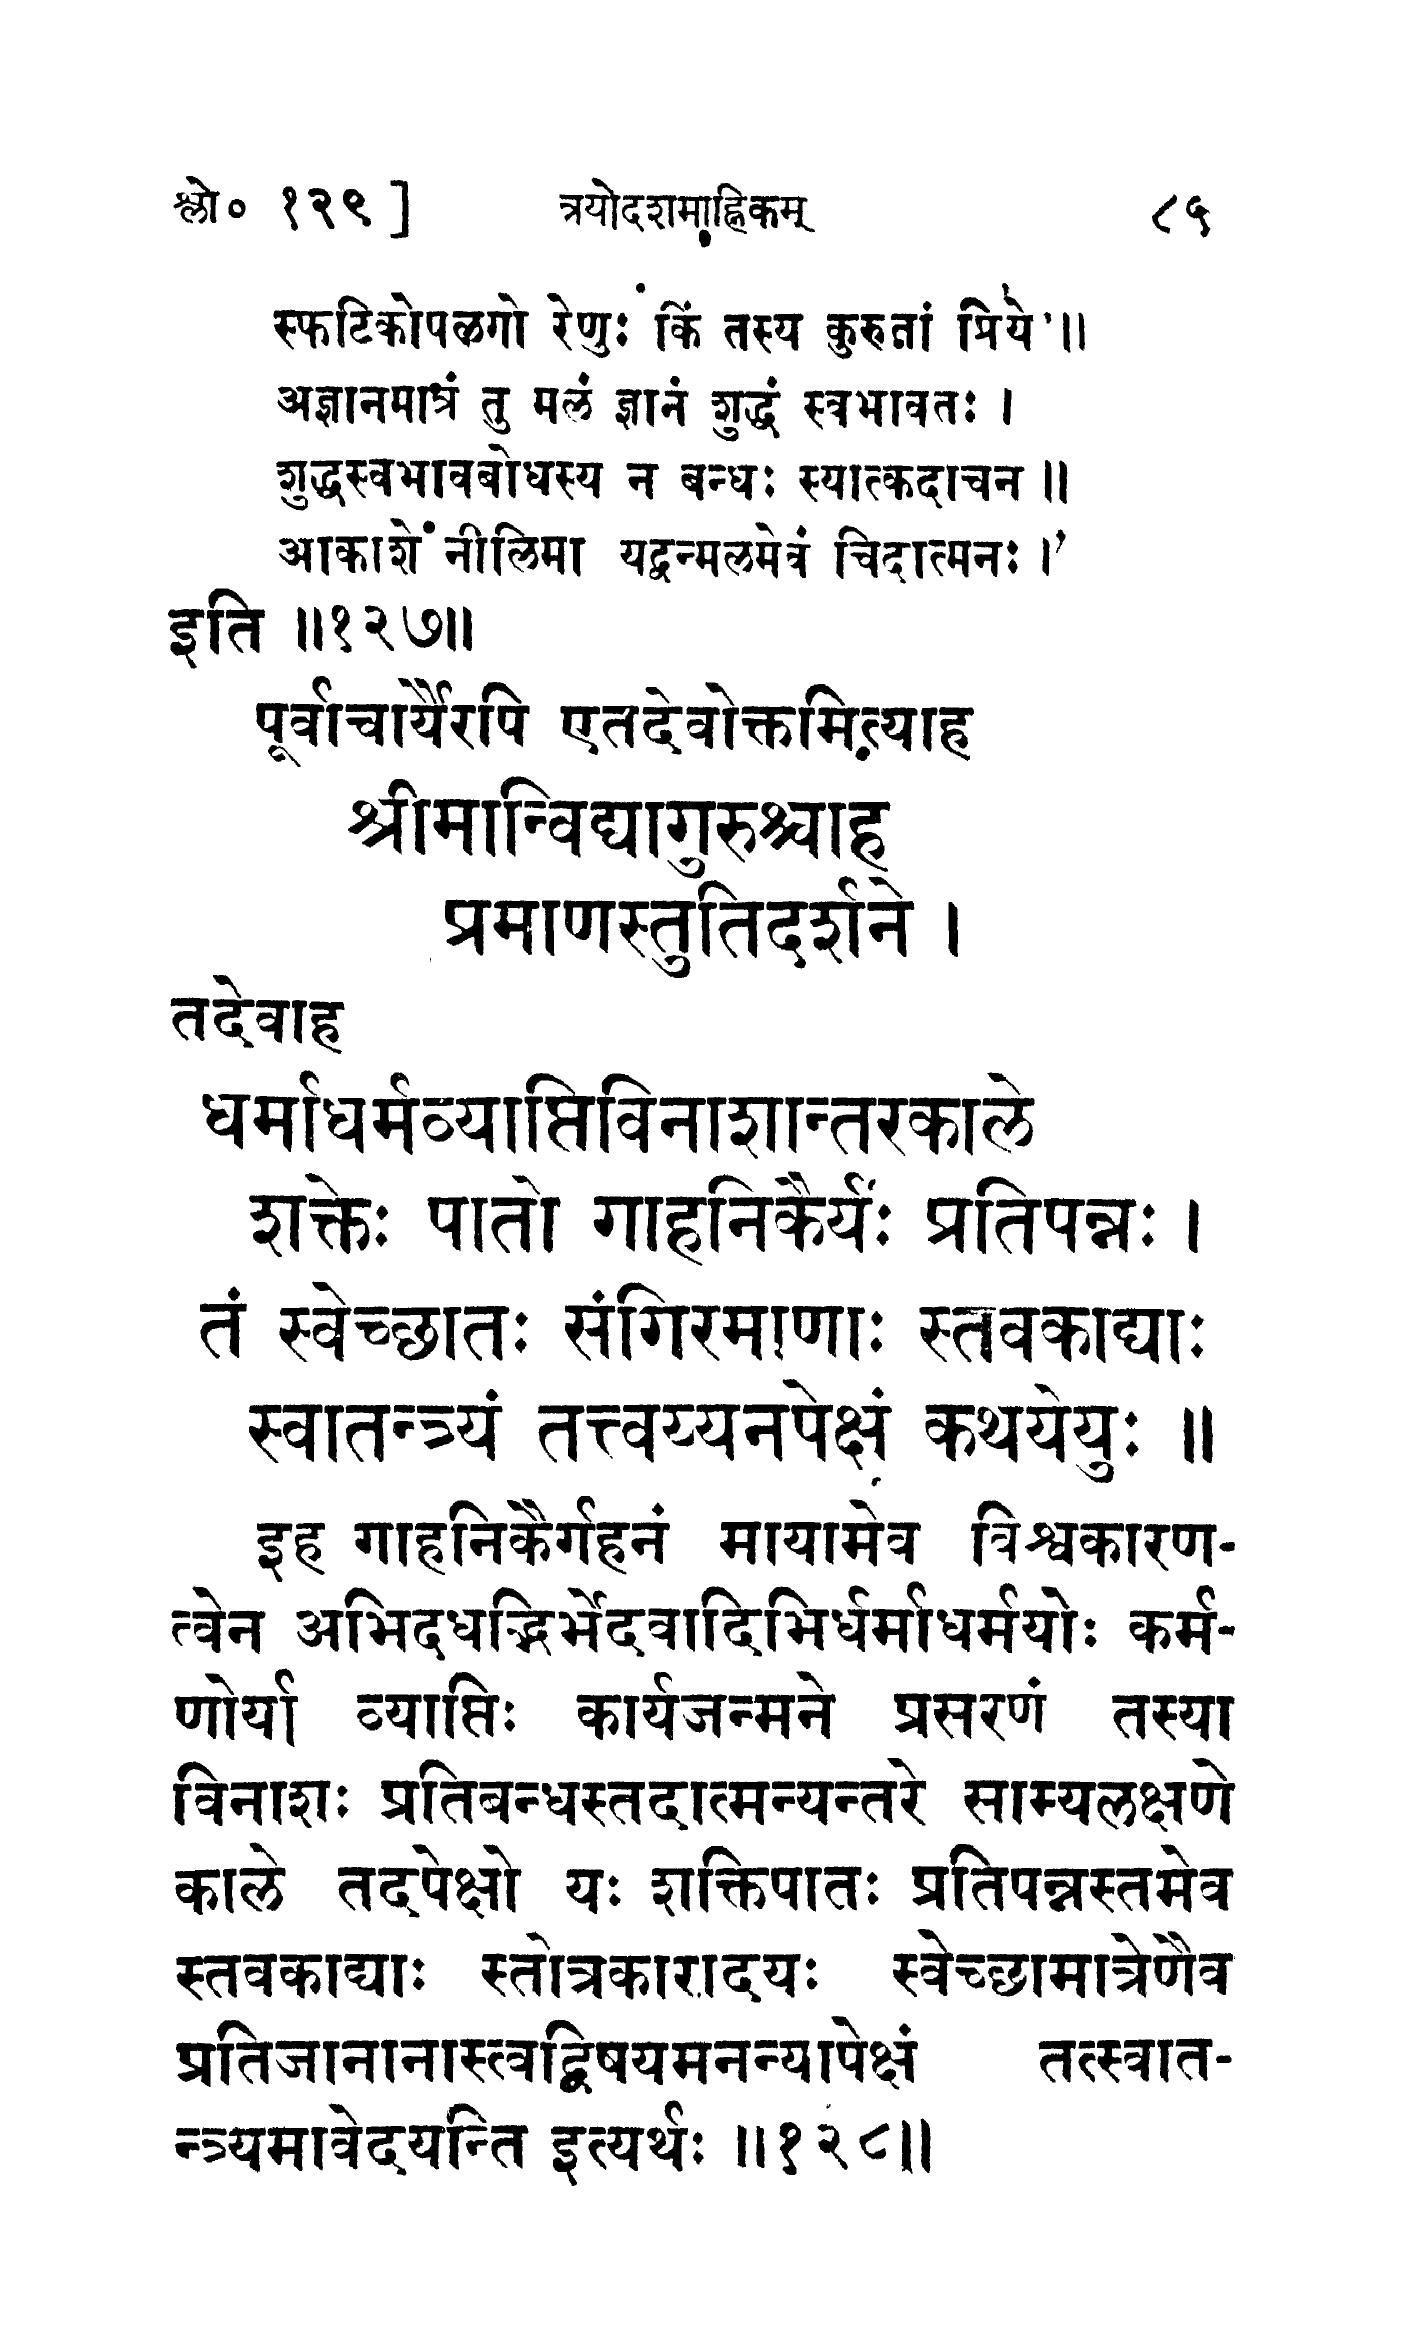 श्लो० १२९ ] त्रयोदशमाह्निकम् ८५
स्फटिकोपलगो रेणुः किं तस्य कुरुतां प्रिये' ॥
अज्ञानमात्रं तु मलं ज्ञानं शुद्धं स्वभावतः ।
शुद्धस्वभावबोधस्य न बन्धः स्यात्कदाचन ॥
आकाशे नीलिमा यद्वन्मलमेवं चिदात्मनः ।'
इति ॥१२७॥
पूर्वाचार्यैरपि एतदेवोक्तमित्याह
श्रीमान्विद्यागुरुश्चाह
प्रमाणस्तुतिदर्शने ।
तदेवाह
धर्माधर्मव्याप्तिविनाशान्तरकाले
शक्तेः पातो गाहनिकैर्यः प्रतिपन्नः ।
तं स्वेच्छातः संगिरमाणाः स्तवकाद्याः
स्वातन्त्र्यं तत्त्वय्यनपेक्षं कथयेयुः ॥
इह गाहनिकैर्गहनं मायामेव विश्वकारण-
त्वेन अभिदधद्भिर्भेदवादिभिर्धर्माधर्मयोः कर्म-
णोर्या व्याप्तिः कार्यजन्मने प्रसरणं तस्या
विनाशः प्रतिबन्धस्तदात्मन्यन्तरे साम्यलक्षणे
काले तदपेक्षो यः शक्तिपातः प्रतिपन्नस्तमेव
स्तवकाद्याः स्तोत्रकारादयः स्वेच्छामात्रेणैव
प्रतिजानानास्त्वद्विषयमनन्यापेक्षं तत्स्वात-
न्त्र्यमावेदयन्ति इत्यर्थः ॥१२८॥